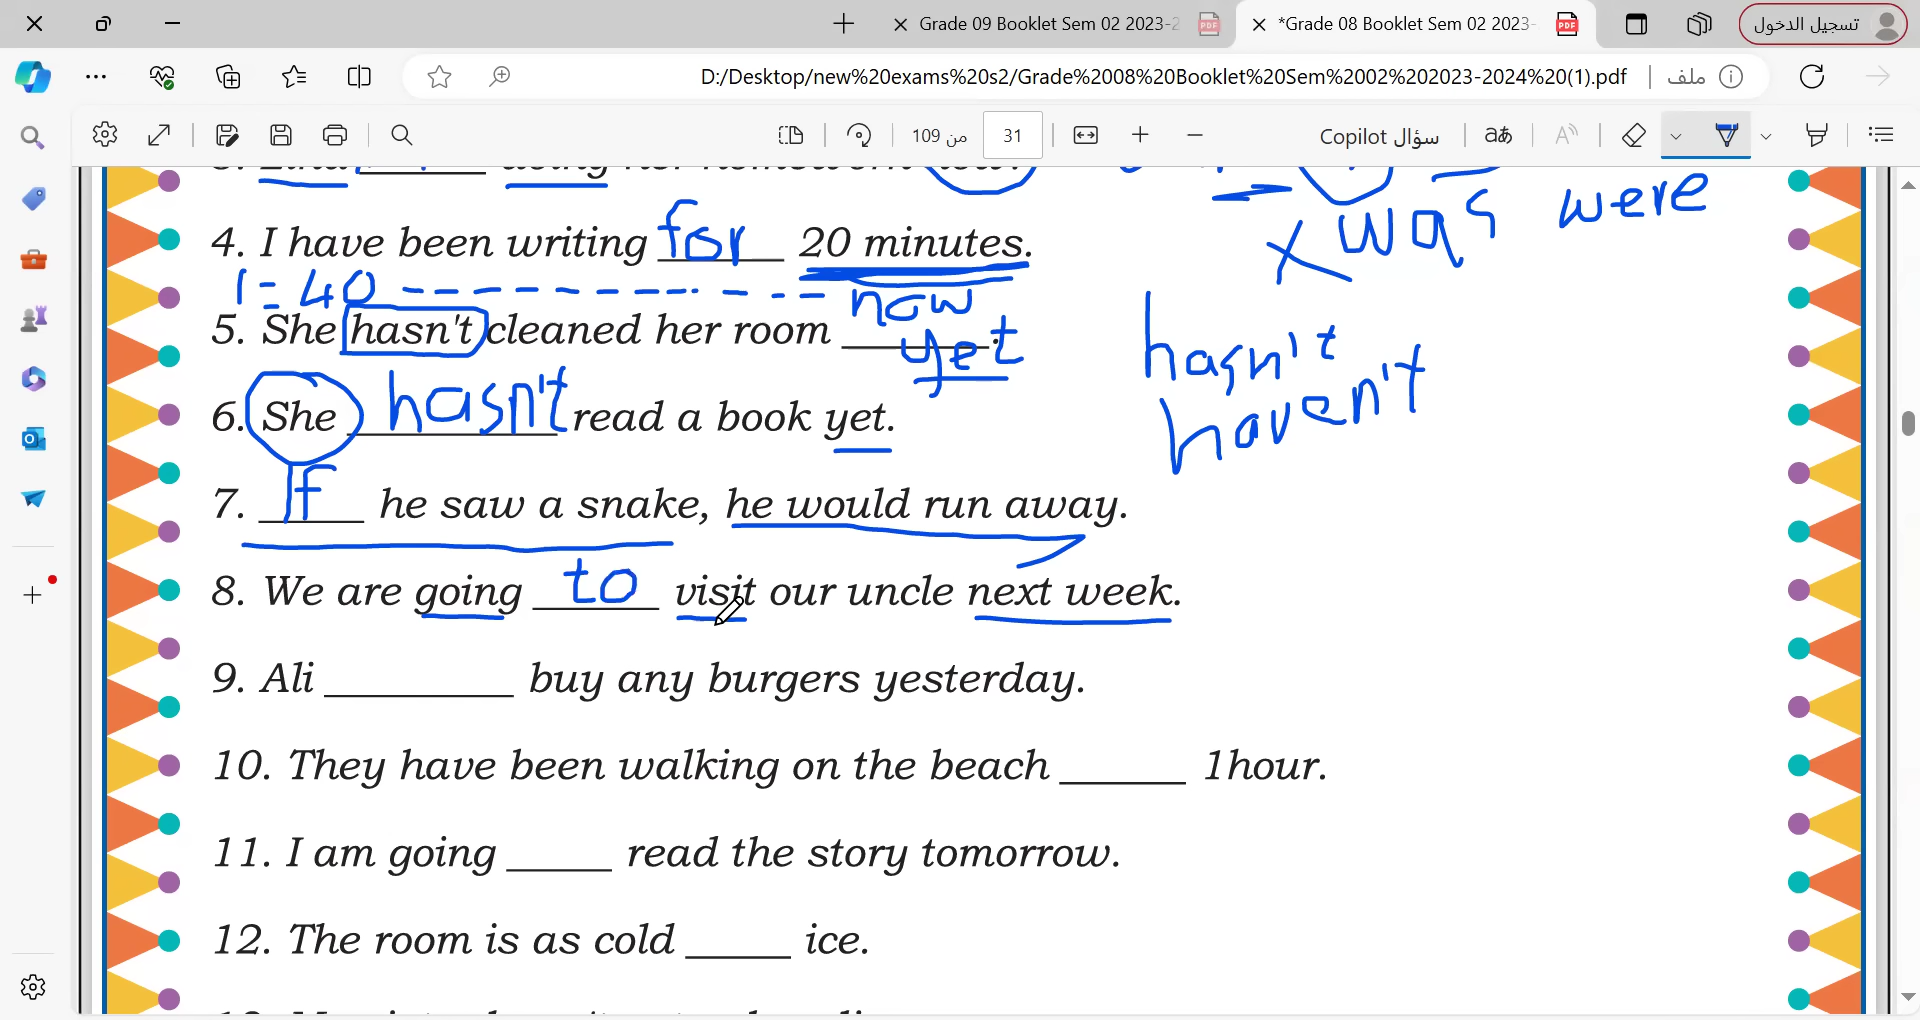 Grade 09 Booklet Sem 02 2023-2
*Grade 08 Booklet Sem 02 2023-
تسجيل الدخول
D:/Desktop/new%20exams%20s2/Grade%2008%20Booklet%20Sem%2002%202023-2024%20(1).pdf
ملف
109 من
31
سؤال Copilot
was were
4. I have been writing for 20 minutes.
1 = 40 now
5. She hasn't cleaned her room yet.
hasn't
haven't
6. She hasn't read a book yet.
7. If he saw a snake, he would run away.
8. We are going to visit our uncle next week.
9. Ali _________ buy any burgers yesterday.
10. They have been walking on the beach ______ 1hour.
11. I am going _____ read the story tomorrow.
12. The room is as cold _____ ice.